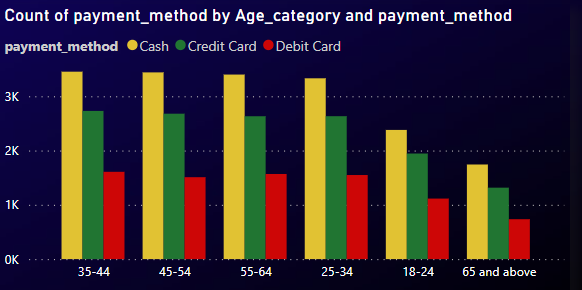 Count of payment_method by Age_category and payment_method
payment_method Cash Credit Card Debit Card
3K
2K
1K
0K
35-44 45-54 55-64 25-34 18-24 65 and above